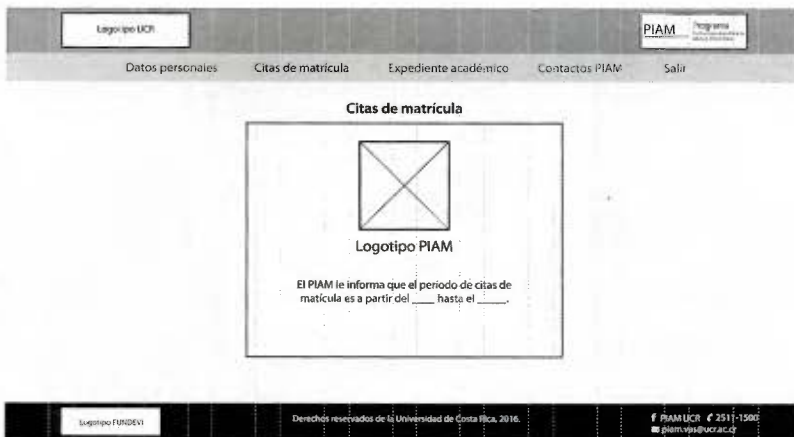 Logotipo UCR
PIAM Programa
Datos personales Citas de matrícula Expediente académico Contactos PIAM Salir
Citas de matrícula
Logotipo PIAM
El PIAM le informa que el periodo de citas de
matícula es a partir del ____ hasta el _____.
Logotipo FUNDEVI
Derechos reservados de la Universidad de Costa Rica, 2016.
PIAM UCR 2511-1500
piam.vas@ucr.ac.cr